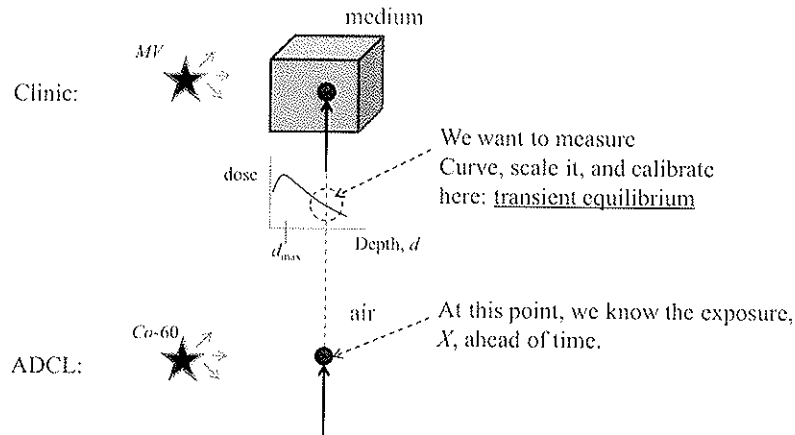 medium
MV
Clinic:
We want to measure
Curve, scale it, and calibrate
here: transient equilibrium
dose
dmax
Depth, d
air
At this point, we know the exposure,
X, ahead of time.
Co-60
ADCL: